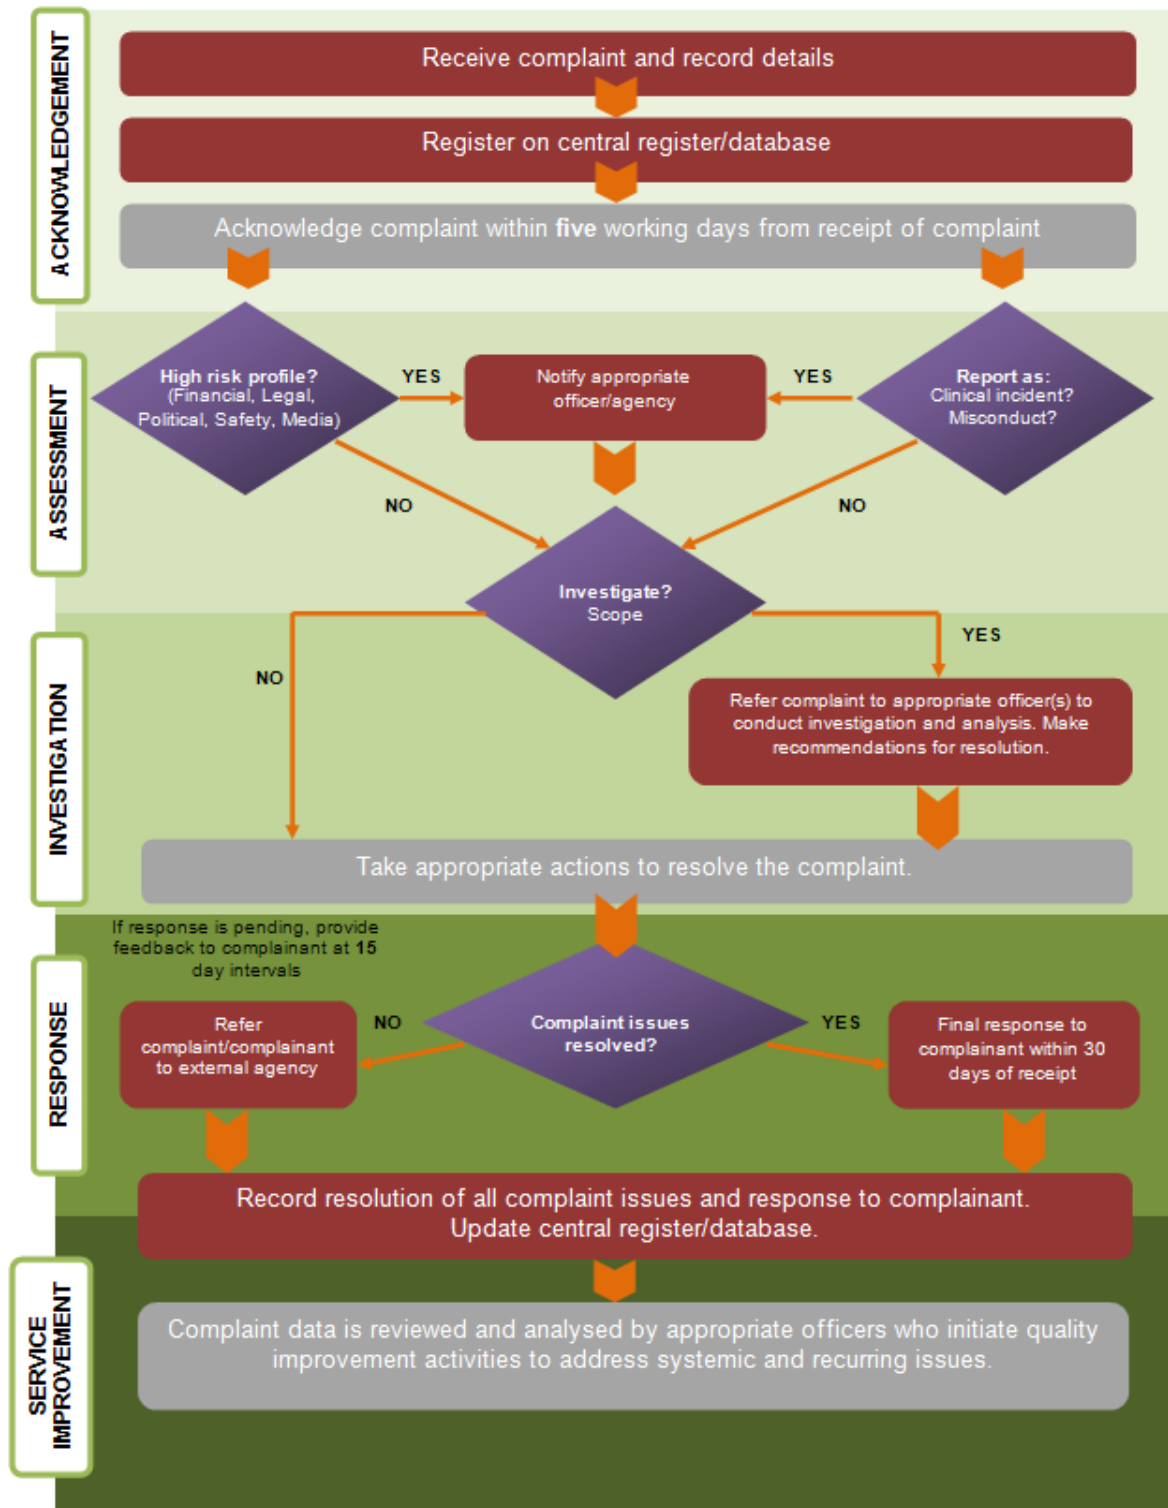 ACKNOWLEDGEMENT
Receive complaint and record details
Register on central register/database
Acknowledge complaint within five working days from receipt of complaint
ASSESSMENT
High risk profile?
(Financial, Legal,
Political, Safety, Media)
YES
Notify appropriate
officer/agency
YES
Report as:
Clinical incident?
Misconduct?
NO
NO
Investigate?
Scope
INVESTIGATION
NO
YES
Refer complaint to appropriate officer(s) to
conduct investigation and analysis. Make
recommendations for resolution.
Take appropriate actions to resolve the complaint.
RESPONSE
If response is pending, provide
feedback to complainant at 15
day intervals
Refer
complaint/complainant
to external agency
NO
Complaint issues
resolved?
YES
Final response to
complainant within 30
days of receipt
Record resolution of all complaint issues and response to complainant.
Update central register/database.
SERVICE
IMPROVEMENT
Complaint data is reviewed and analysed by appropriate officers who initiate quality
improvement activities to address systemic and recurring issues.